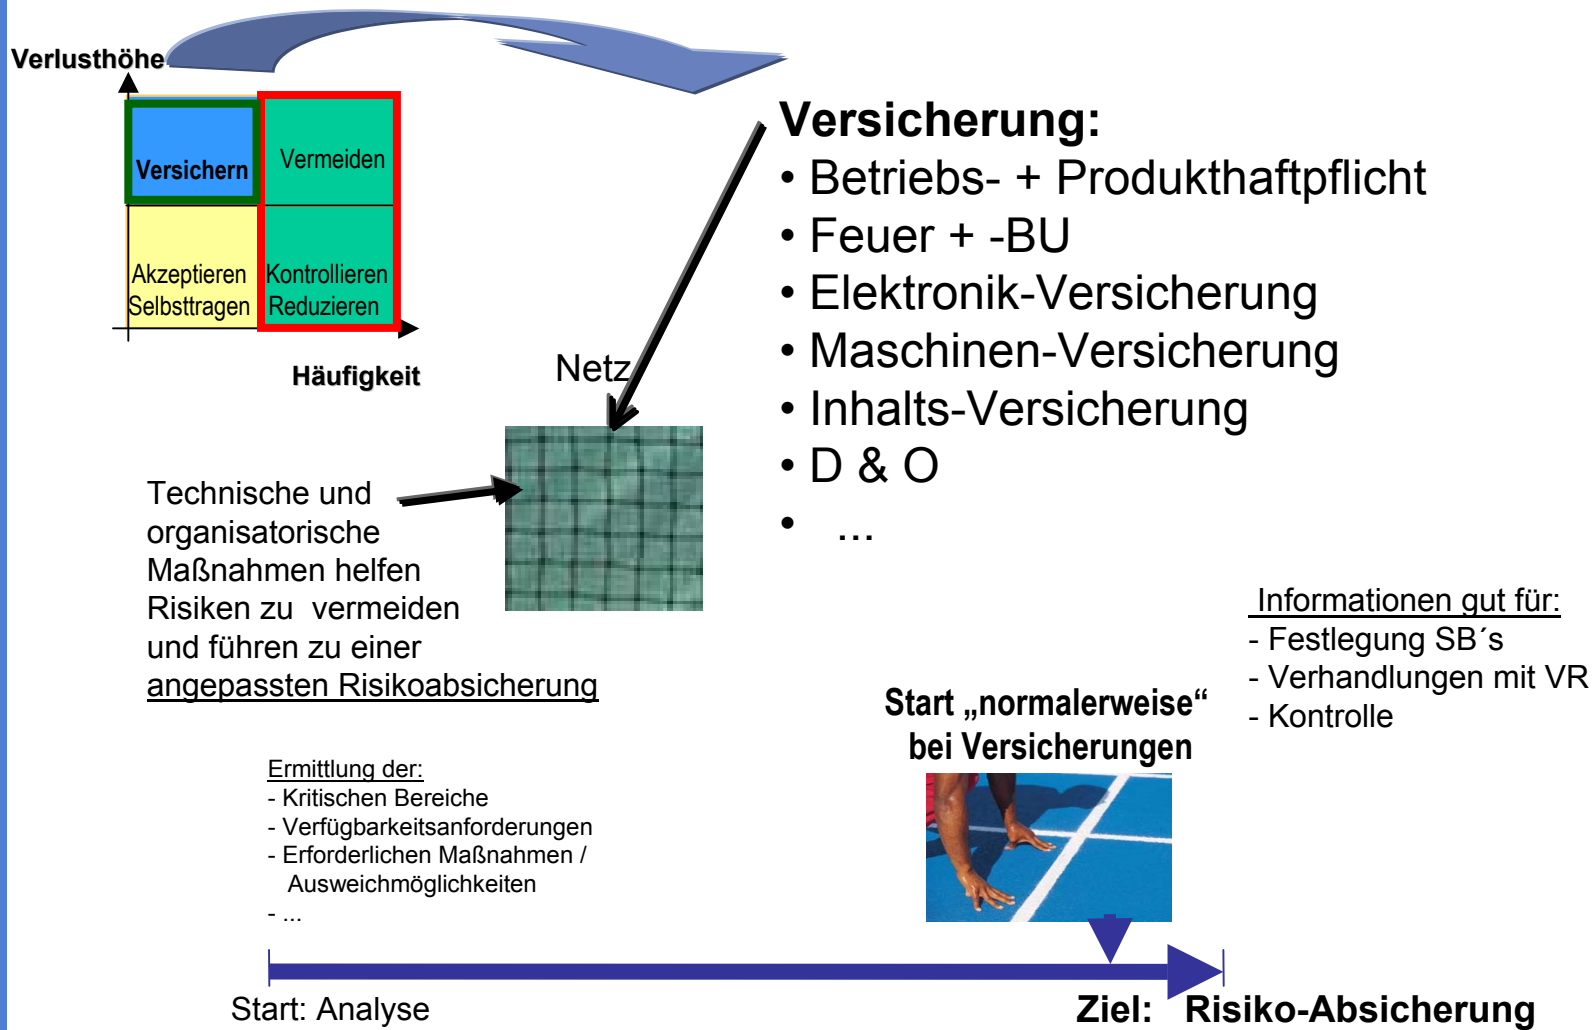 Verlusthöhe
Versichern
Vermeiden
Akzeptieren
Selbsttragen
Kontrollieren
Reduzieren
Häufigkeit
Versicherung:
• Betriebs- + Produkthaftpflicht
• Feuer + -BU
• Elektronik-Versicherung
• Maschinen-Versicherung
• Inhalts-Versicherung
• D & O
• ...
Netz
Technische und
organisatorische
Maßnahmen helfen
Risiken zu vermeiden
und führen zu einer
angepassten Risikoabsicherung
Informationen gut für:
- Festlegung SB´s
- Verhandlungen mit VR
- Kontrolle
Start „normalerweise“
bei Versicherungen
Ermittlung der:
- Kritischen Bereiche
- Verfügbarkeitsanforderungen
- Erforderlichen Maßnahmen /
Ausweichmöglichkeiten
- ...
Start: Analyse
Ziel: Risiko-Absicherung